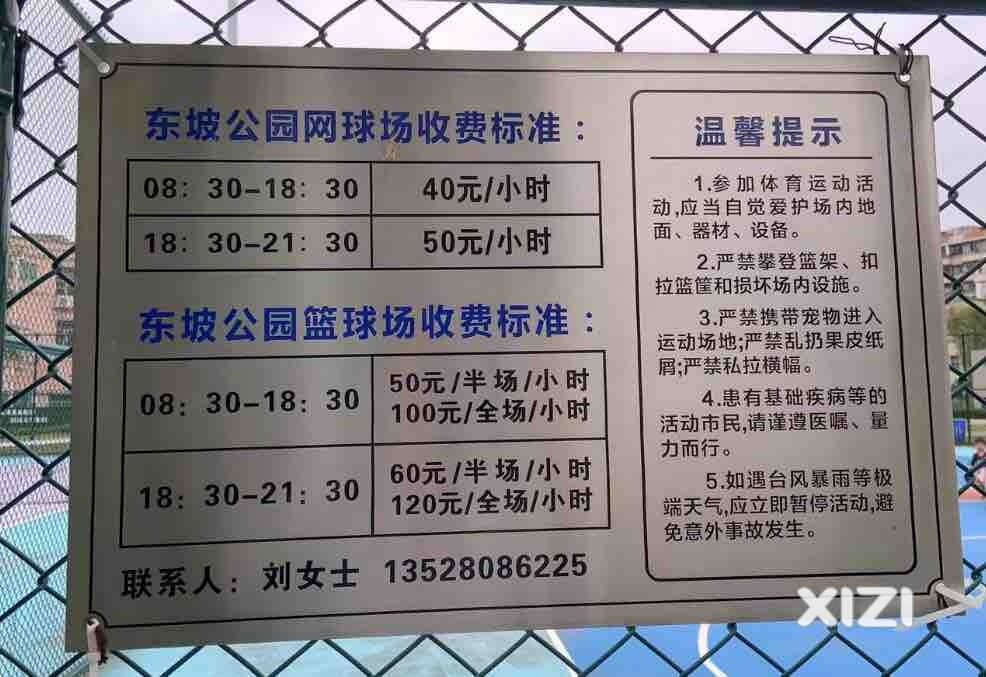 东坡公园网球场收费标准：
08：30-18：30 40元/小时
18：30-21：30 50元/小时
东坡公园篮球场收费标准：
08：30-18：30 50元/半场/小时
100元/全场/小时
18：30-21：30 60元/半场/小时
120元/全场/小时
联系人：刘女士 13528086225
温馨提示
1.参加体育运动活
动,应当自觉爱护场内地
面、器材、设备。
2.严禁攀登篮架、扣
拉篮筐和损坏场内设施。
3.严禁携带宠物进入
运动场地;严禁乱扔果皮纸
屑;严禁私拉横幅。
4.患有基础疾病等的
活动市民,请谨遵医嘱、量
力而行。
5.如遇台风暴雨等极
端天气,应立即暂停活动,避
免意外事故发生。
XIZI